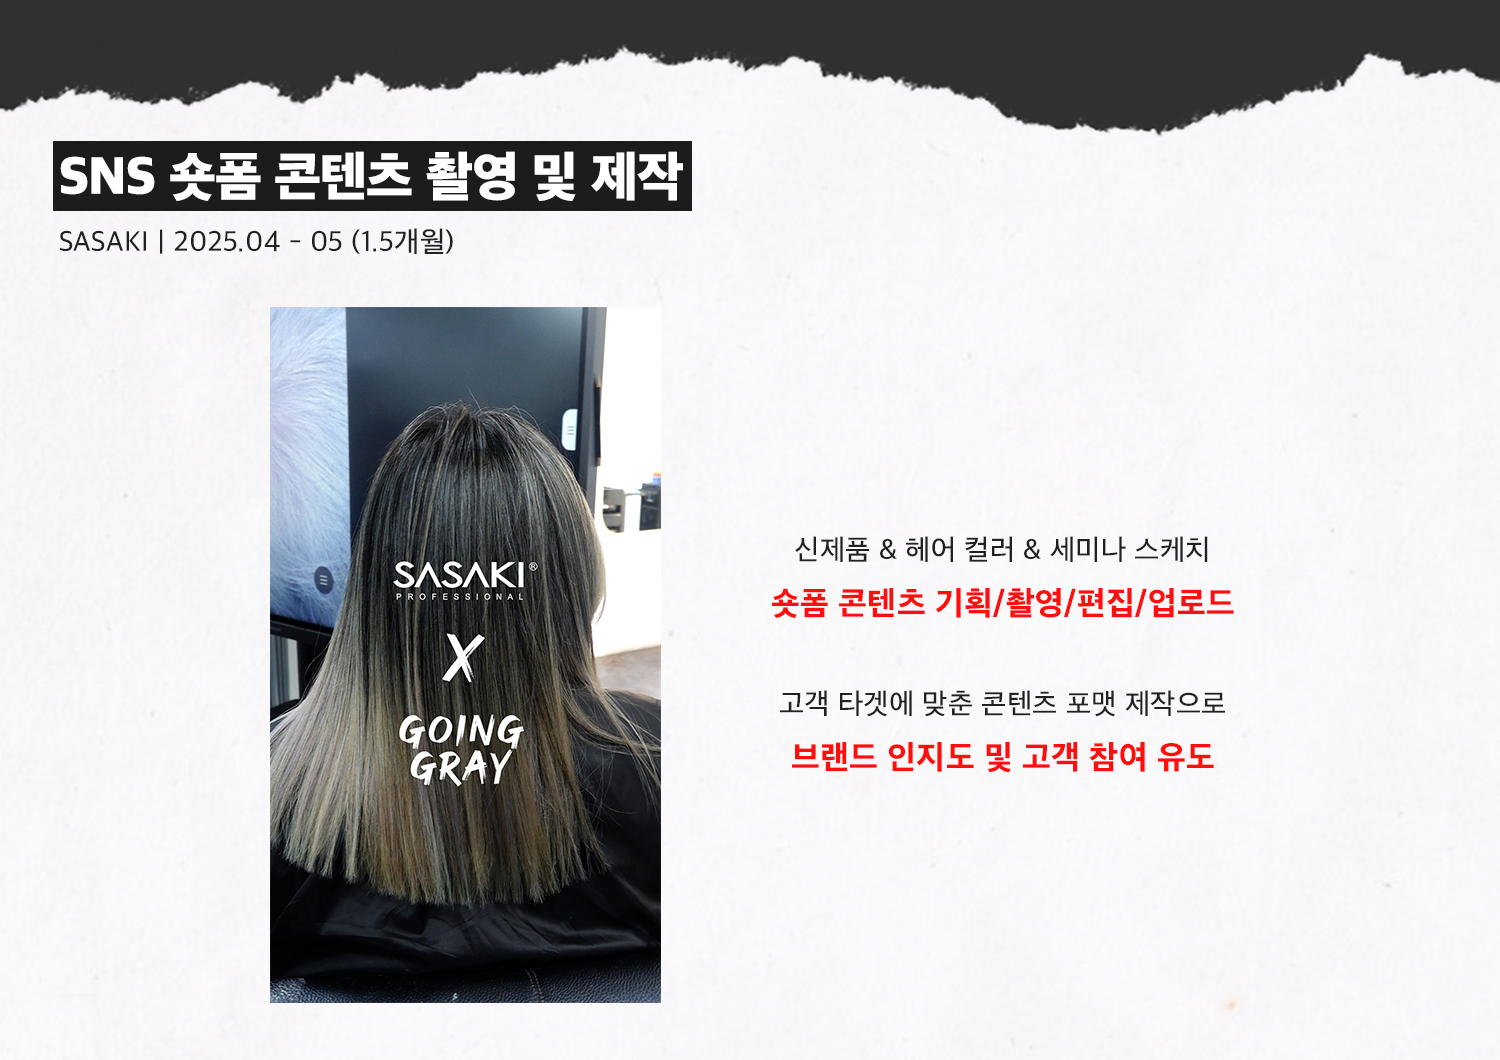 SNS 숏폼 콘텐츠 촬영 및 제작
SASAKI | 2025.04 - 05 (1.5개월)
SASAKI®
PROFESSIONAL
X
GOING
GRAY
신제품 & 헤어 컬러 & 세미나 스케치
숏폼 콘텐츠 기획/촬영/편집/업로드
고객 타겟에 맞춘 콘텐츠 포맷 제작으로
브랜드 인지도 및 고객 참여 유도